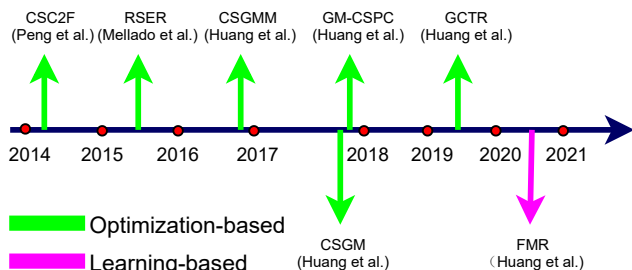 CSC2F RSER CSGMM GM-CSPC GCTR
(Peng et al.) (Mellado et al.) (Huang et al.) (Huang et al.) (Huang et al.)
2014 2015 2016 2017 2018 2019 2020 2021
Optimization-based
Learning-based
CSGM FMR
(Huang et al.) （Huang et al.)